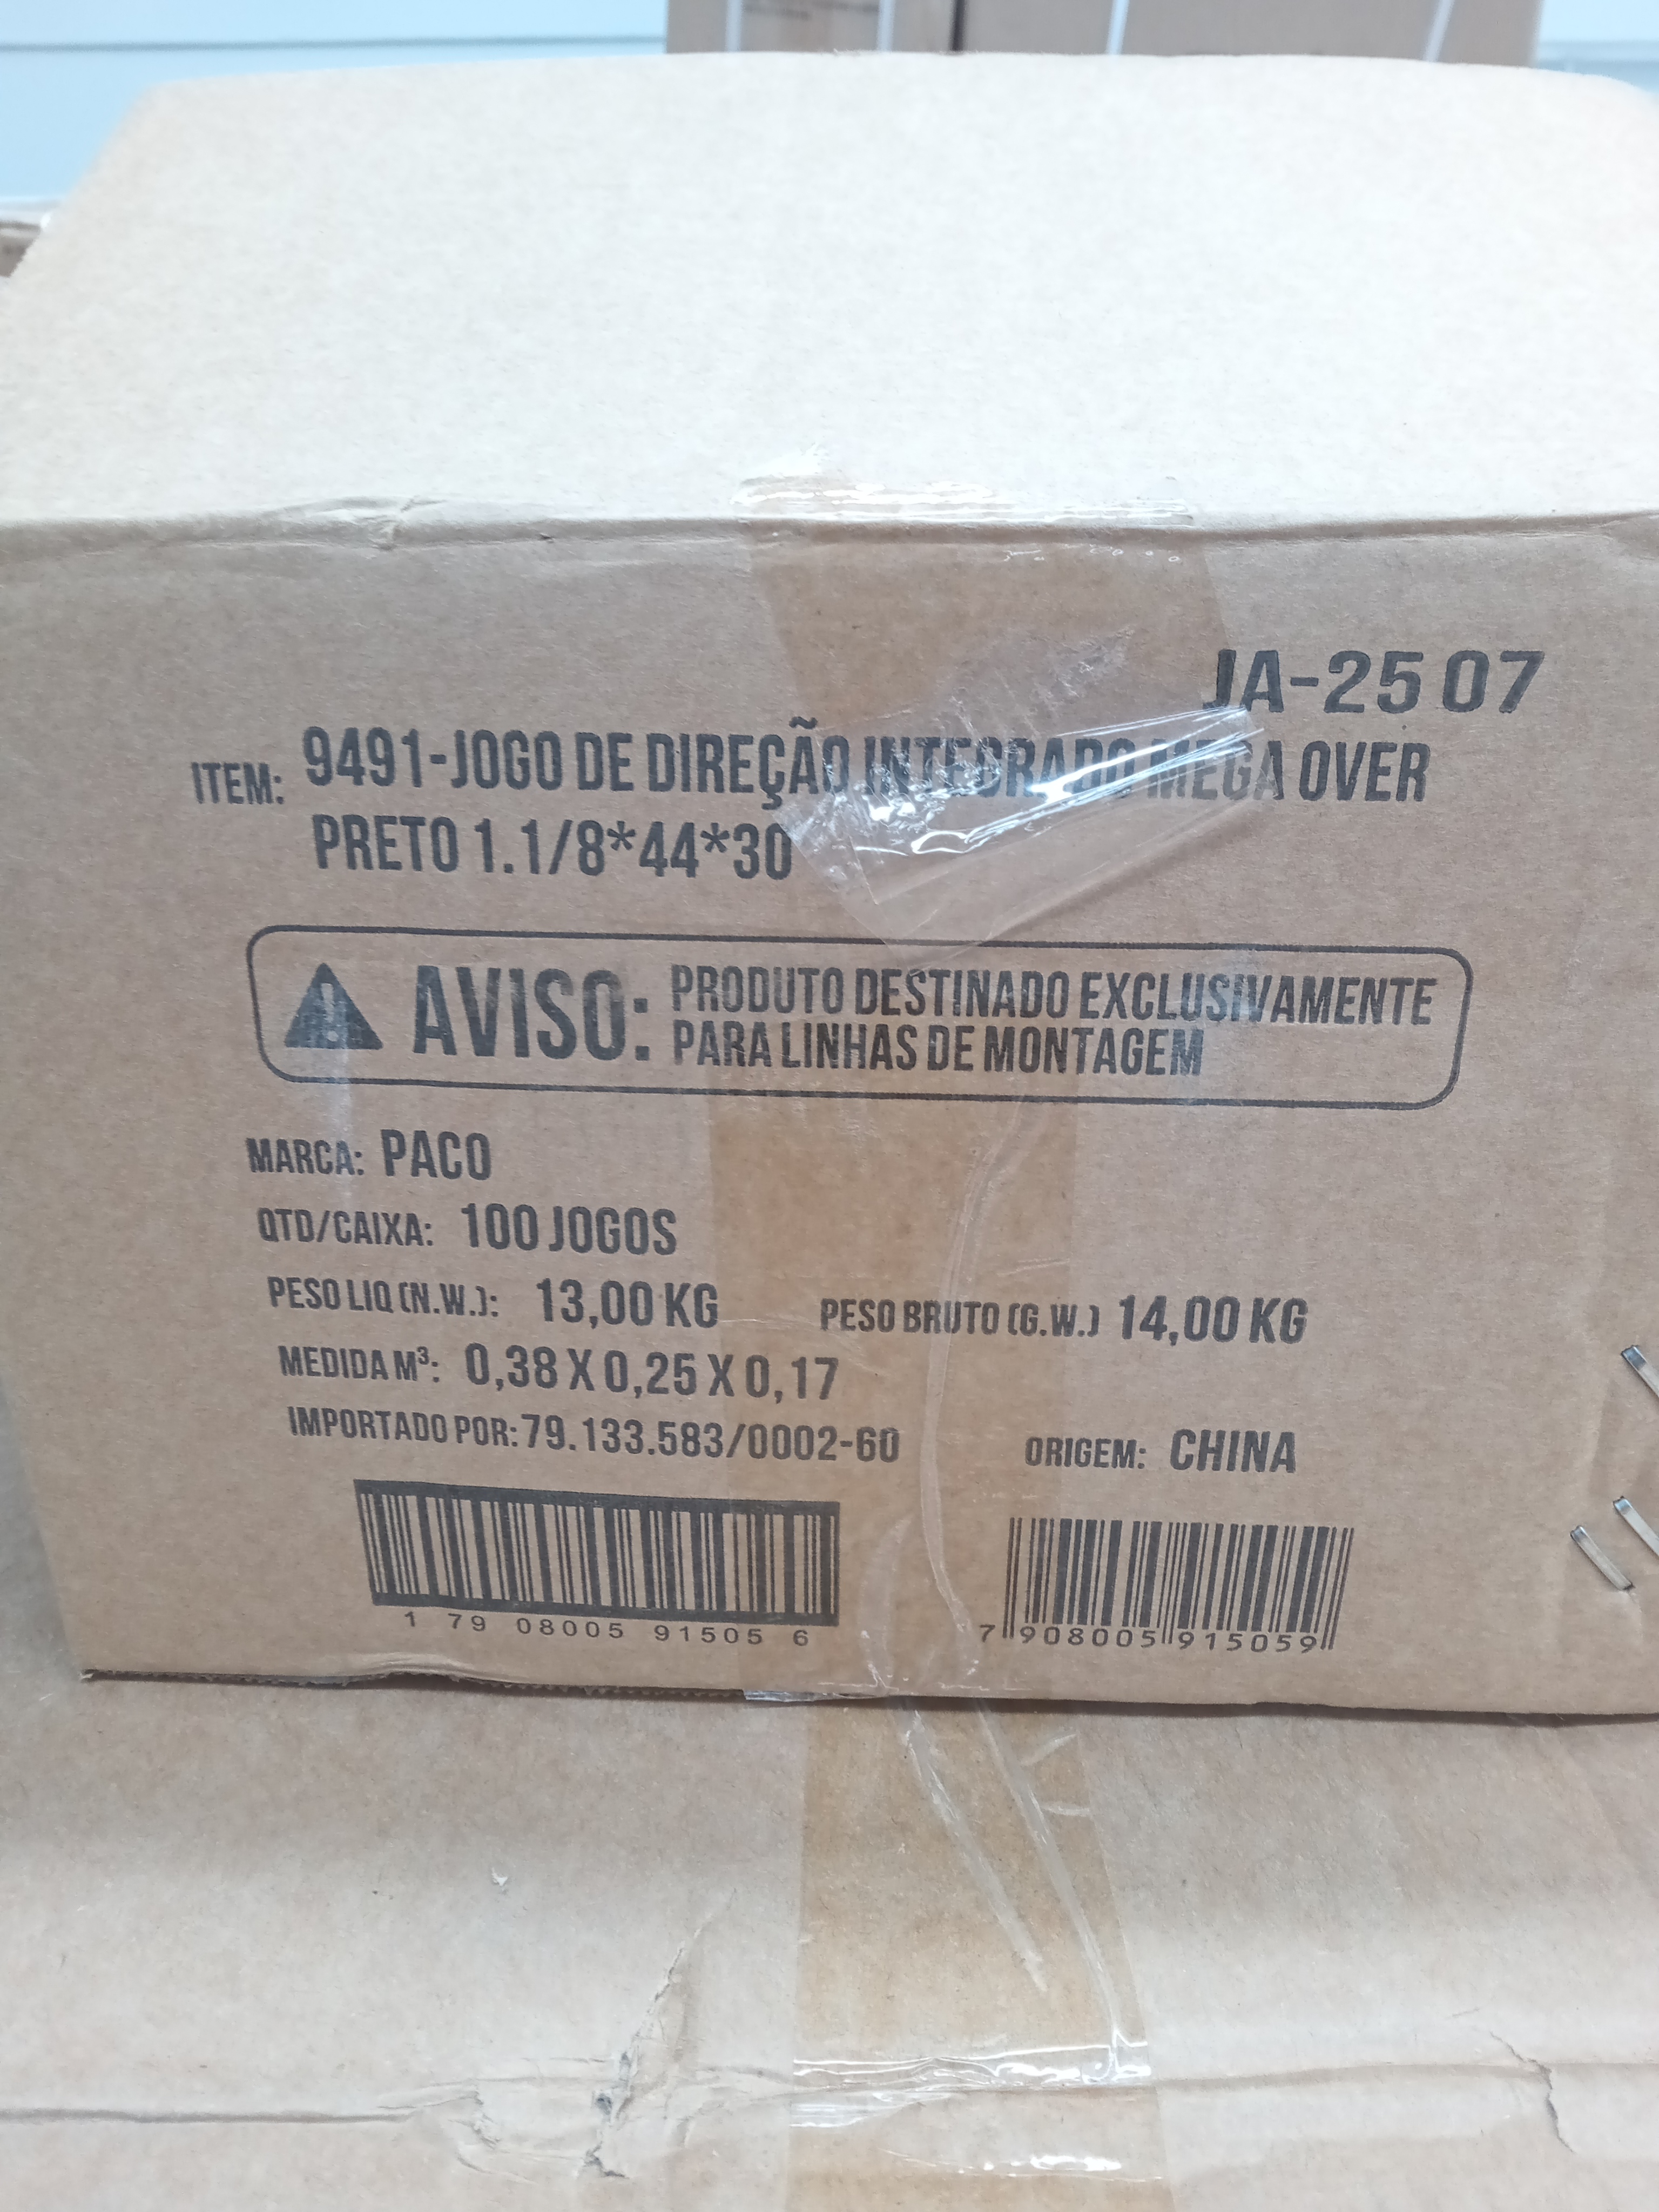 JA-25 07
ITEM: 9491-JOGO DE DIREÇÃO INTEGRADO MEGA OVER
PRETO 1.1/8*44*30
AVISO: PRODUTO DESTINADO EXCLUSIVAMENTE
PARA LINHAS DE MONTAGEM
MARCA: PACO
QTD/CAIXA: 100 JOGOS
PESO LIQ (N.W.): 13,00 KG PESO BRUTO (G.W.) 14,00 KG
MEDIDA M³: 0,38 X 0,25 X 0,17
IMPORTADO POR: 79.133.583/0002-60 ORIGEM: CHINA
1 79 08005 91505 6 7 908005 915059